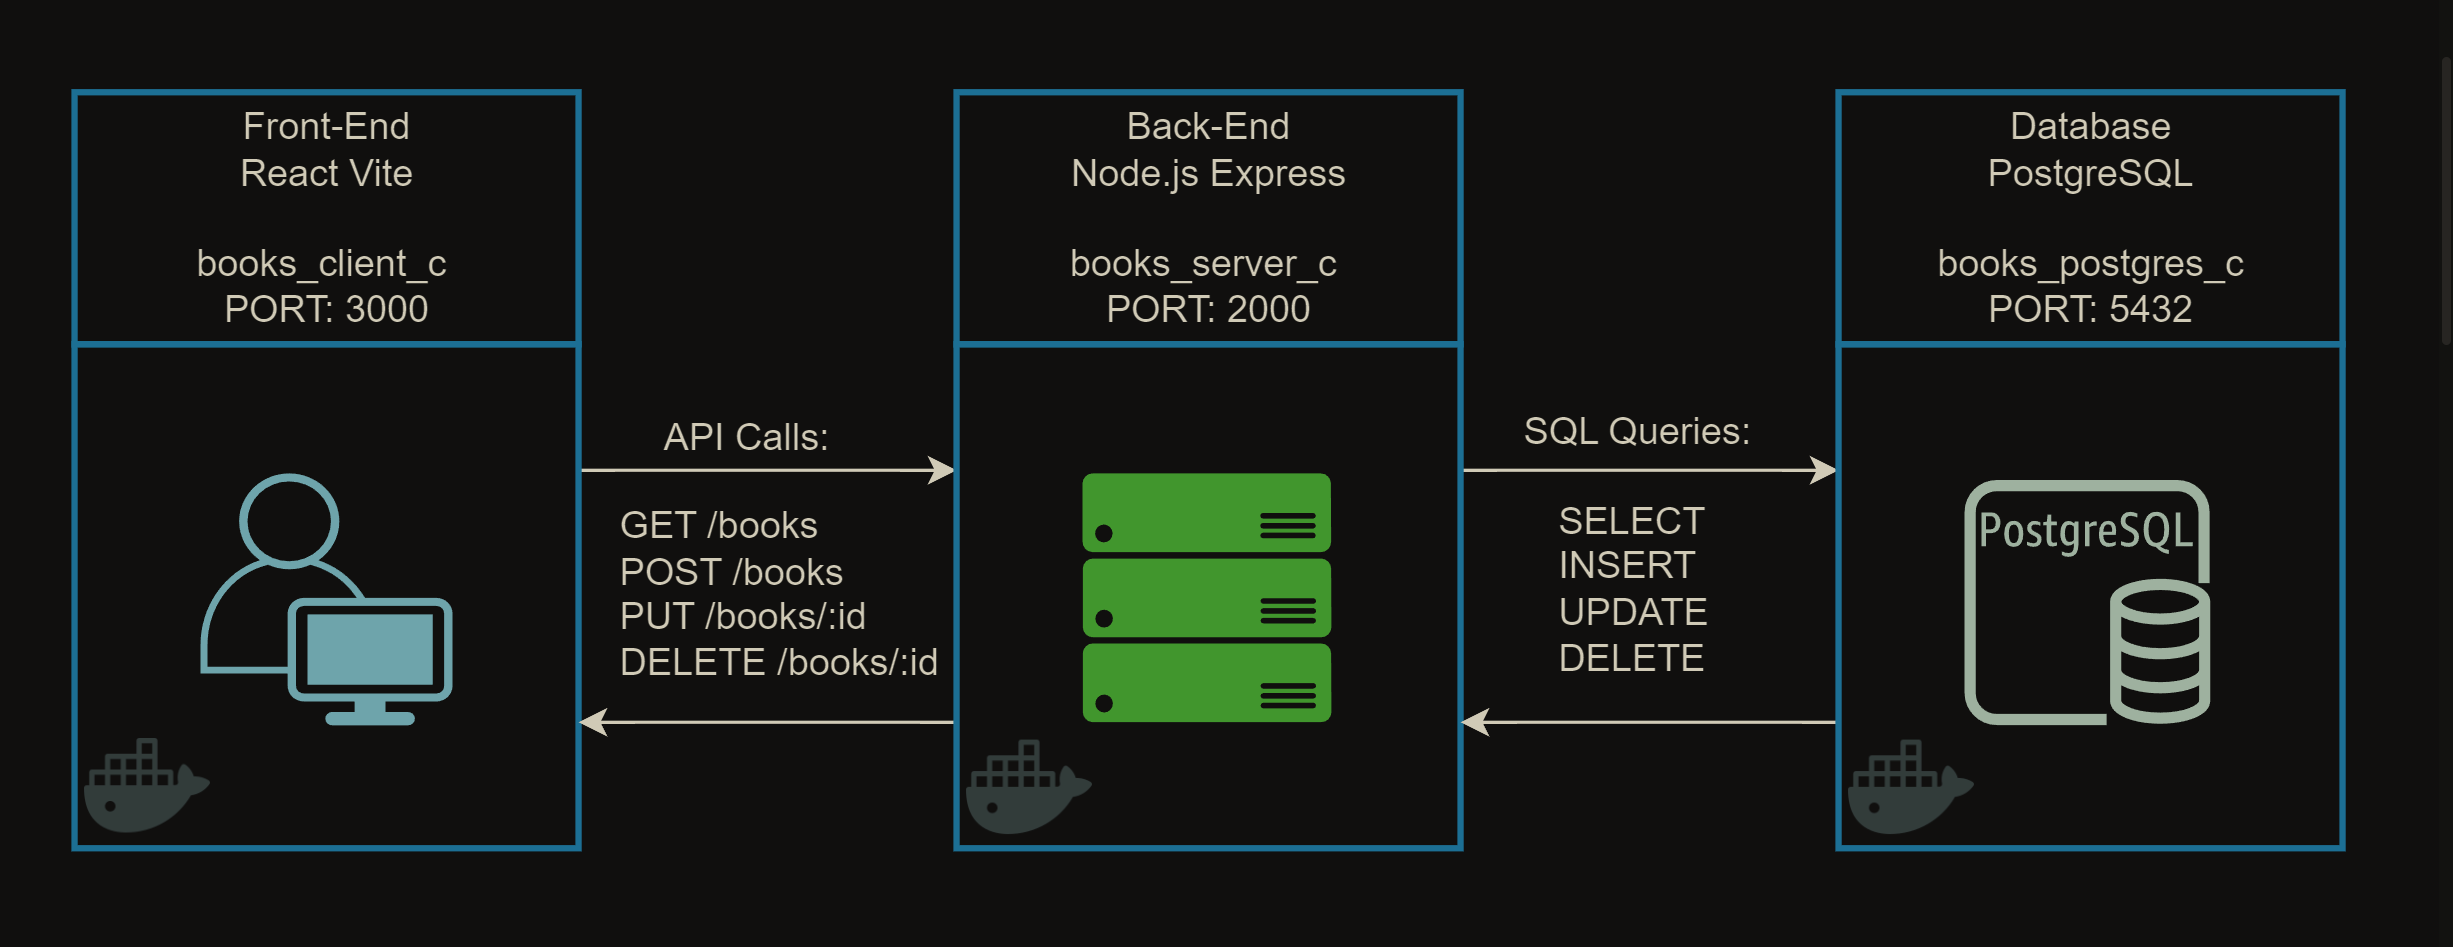 Front-End
React Vite
books_client_c
PORT: 3000
API Calls:
GET /books
POST /books
PUT /books/:id
DELETE /books/:id
Back-End
Node.js Express
books_server_c
PORT: 2000
SQL Queries:
SELECT
INSERT
UPDATE
DELETE
Database
PostgreSQL
books_postgres_c
PORT: 5432
PostgreSQL